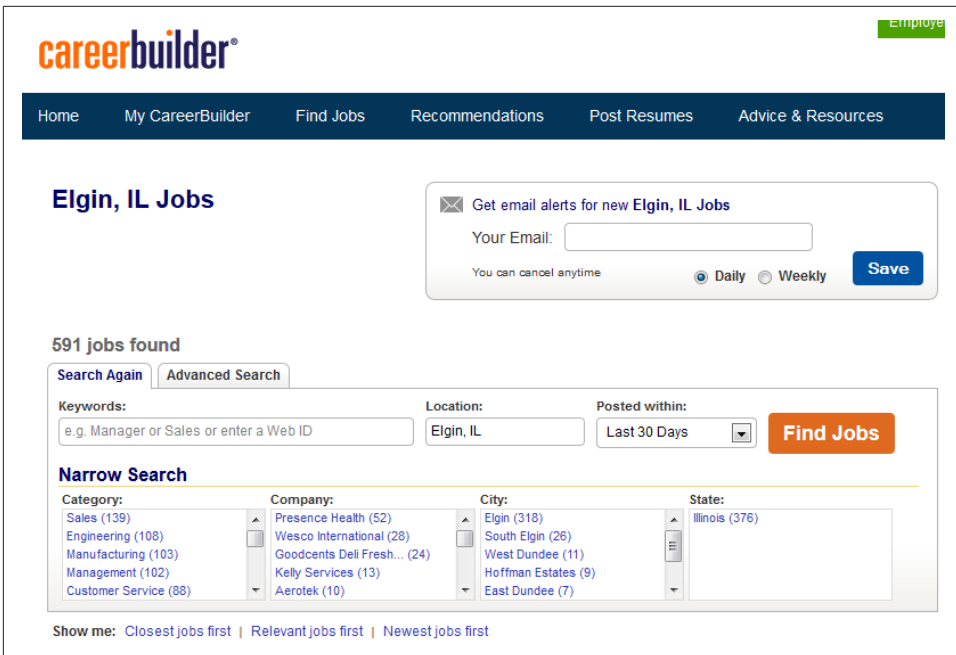 Employe
careerbuilder®
Home My CareerBuilder Find Jobs Recommendations Post Resumes Advice & Resources
Elgin, IL Jobs
Get email alerts for new Elgin, IL Jobs
Your Email:
You can cancel anytime Daily Weekly Save
591 jobs found
Search Again Advanced Search
Keywords: Location: Posted within:
e.g. Manager or Sales or enter a Web ID Elgin, IL Last 30 Days Find Jobs
Narrow Search
Category: Company: City: State:
Sales (139) Presence Health (52) Elgin (318) Illinois (376)
Engineering (108) Wesco International (28) South Elgin (26)
Manufacturing (103) Goodcents Deli Fresh... (24) West Dundee (11)
Management (102) Kelly Services (13) Hoffman Estates (9)
Customer Service (88) Aerotek (10) East Dundee (7)
Show me: Closest jobs first | Relevant jobs first | Newest jobs first